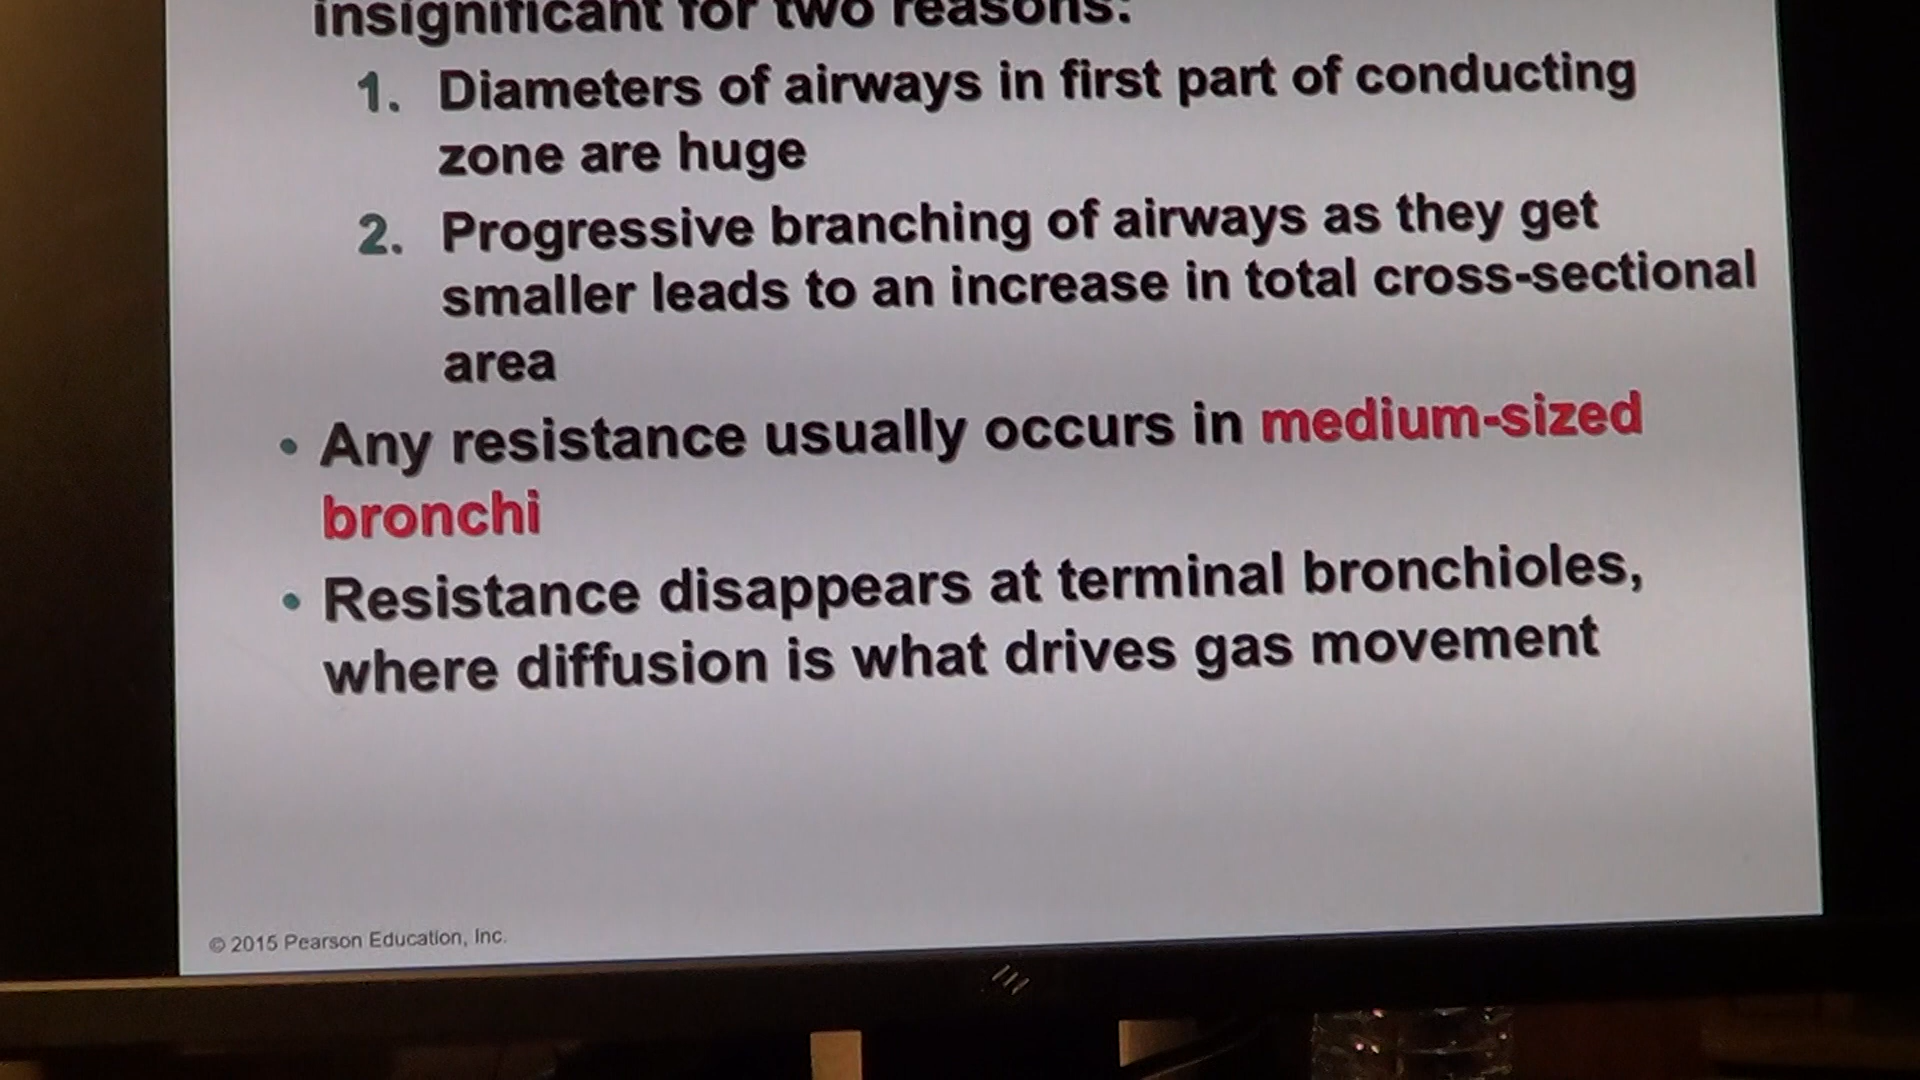 insignificant for two reasons:
1. Diameters of airways in first part of conducting
zone are huge
2. Progressive branching of airways as they get
smaller leads to an increase in total cross-sectional
area
• Any resistance usually occurs in medium-sized
bronchi
• Resistance disappears at terminal bronchioles,
where diffusion is what drives gas movement
© 2015 Pearson Education, Inc.